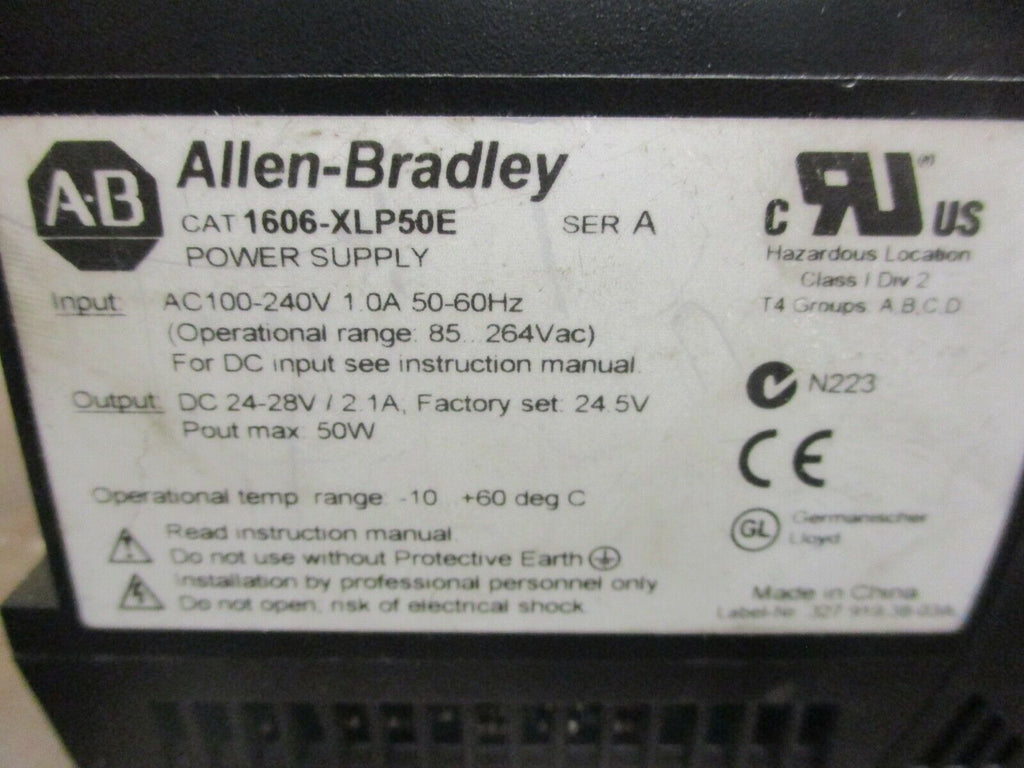 A·B
Allen-Bradley
CAT 1606-XLP50E SER A
POWER SUPPLY
Input: AC100-240V 1.0A 50-60Hz
(Operational range: 85...264Vac)
For DC input see instruction manual.
Output: DC 24-28V / 2.1A, Factory set: 24.5V
Pout max: 50W
Operational temp. range: -10...+60 deg C
Read instruction manual.
Do not use without Protective Earth
Installation by professional personnel only
Do not open, risk of electrical shock.
C RU ® US
Hazardous Location
Class I Div 2
T4 Groups: A,B,C,D
N223
CE
GL Germanischer
Lloyd
Made in China
Label-Nr.